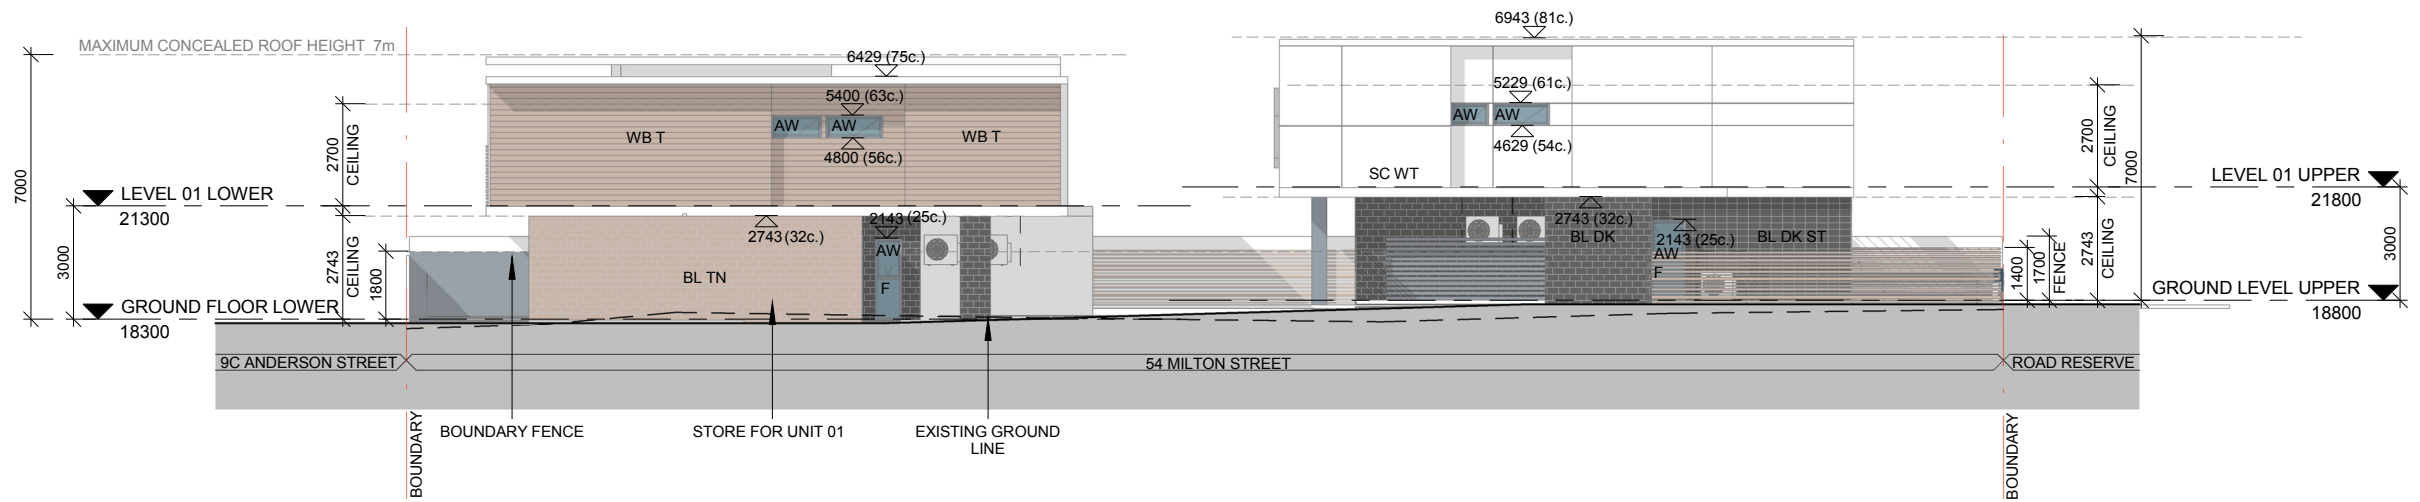 MAXIMUM CONCEALED ROOF HEIGHT 7m
7000
LEVEL 01 LOWER
21300
3000
GROUND FLOOR LOWER
18300
2700
CEILING
2743
CEILING
1800
6429 (75c.)
5400 (63c.)
AW
AW
4800 (56c.)
WB T
WB T
2743 (32c.)
2143 (25c.)
AW
F
BL TN
6943 (81c.)
5229 (61c.)
AW
AW
4629 (54c.)
SC WT
2743 (32c.)
BL DK
2143 (25c.)
BL DK ST
AW
F
1400
1700
FENCE
2700
CEILING
2743
CEILING
7000
LEVEL 01 UPPER
21800
3000
GROUND LEVEL UPPER
18800
9C ANDERSON STREET
54 MILTON STREET
ROAD RESERVE
BOUNDARY
BOUNDARY FENCE
STORE FOR UNIT 01
EXISTING GROUND
LINE
BOUNDARY